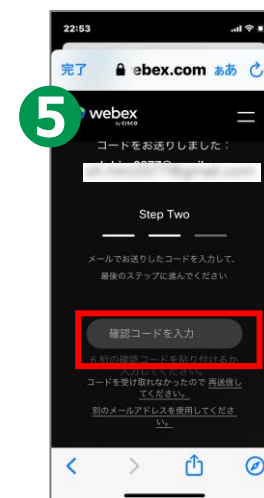 22:53
完了 ebex.com ああ
5
webex
by CISCO
コードをお送りしました：
Step Two
メールでお送りしたコードを入力して、
最後のステップに進んでください
確認コードを入力
6 桁の確認コードを貼り付けるか
入力してください。
コードを受け取れなかったので 再送信し
てください。
別のメールアドレスを使用してくださ
い。